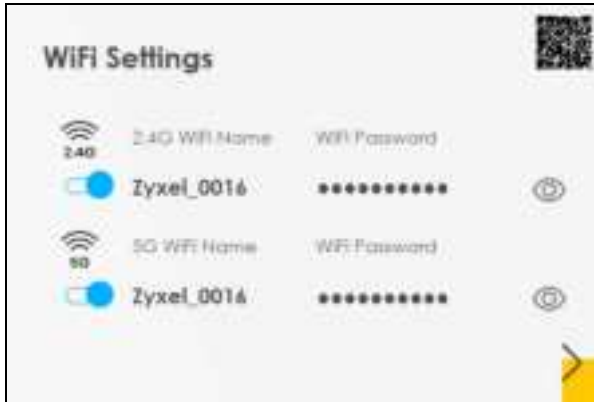 WiFi Settings
2.4G
2.4G WiFi Name WiFi Password
Zyxel_0016 ●●●●●●●●●●
5G
5G WiFi Name WiFi Password
Zyxel_0016 ●●●●●●●●●●